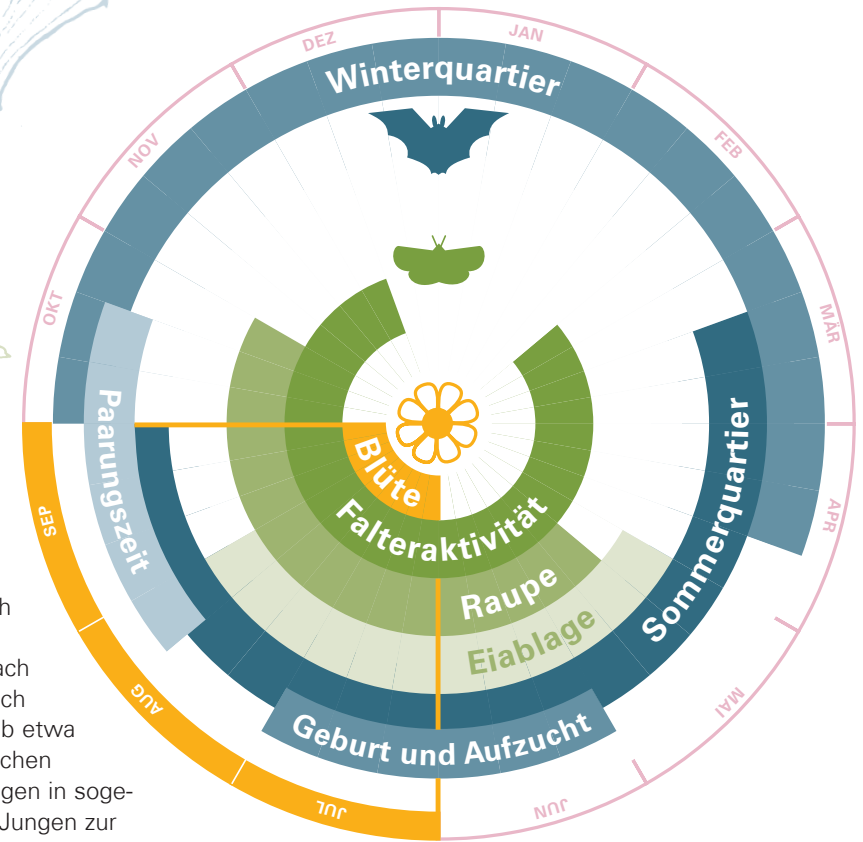 JAN
FEB
MÄR
APR
MAI
JUN
JUL
AUG
SEP
OKT
NOV
DEZ
Winterquartier
Sommerquartier
Paarungszeit
Geburt und Aufzucht
Blüte
Falteraktivität
Raupe
Eiablage
h
ach
ch
b etwa
chen
gen in soge-
Jungen zur